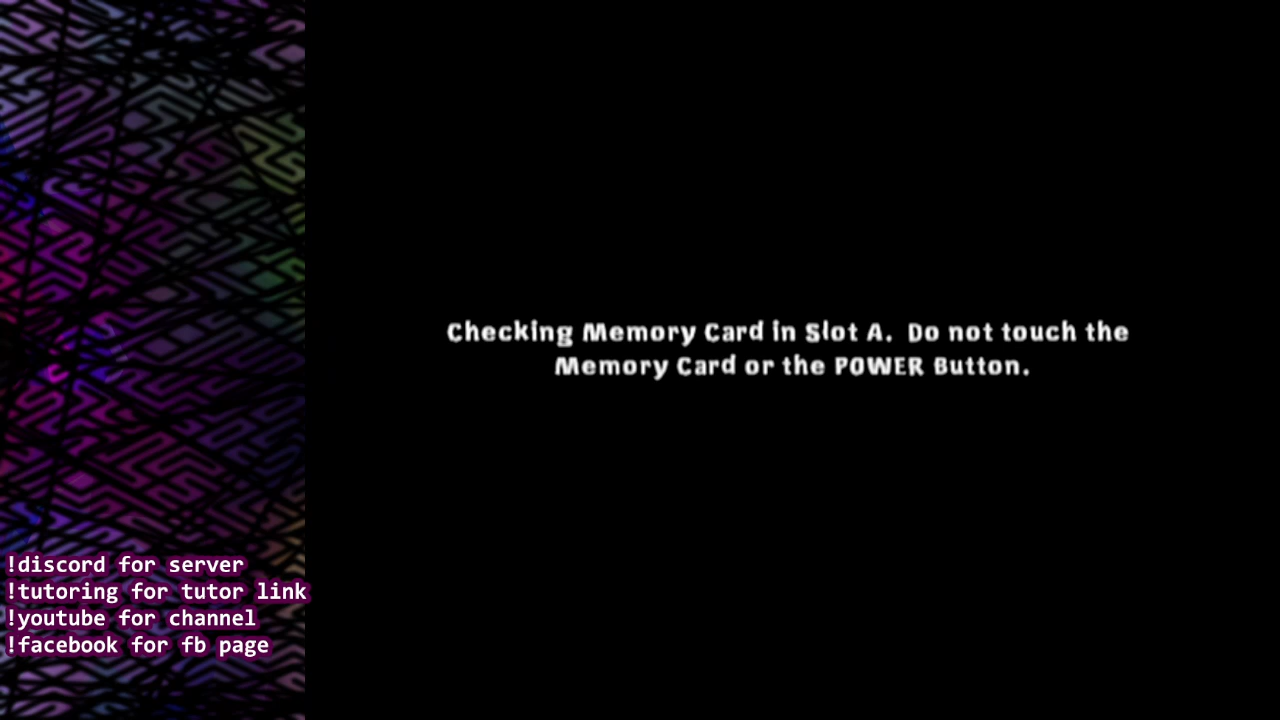 Checking Memory Card in Slot A.  Do not touch the
Memory Card or the POWER Button.
!discord for server
!tutoring for tutor link
!youtube for channel
!facebook for fb page